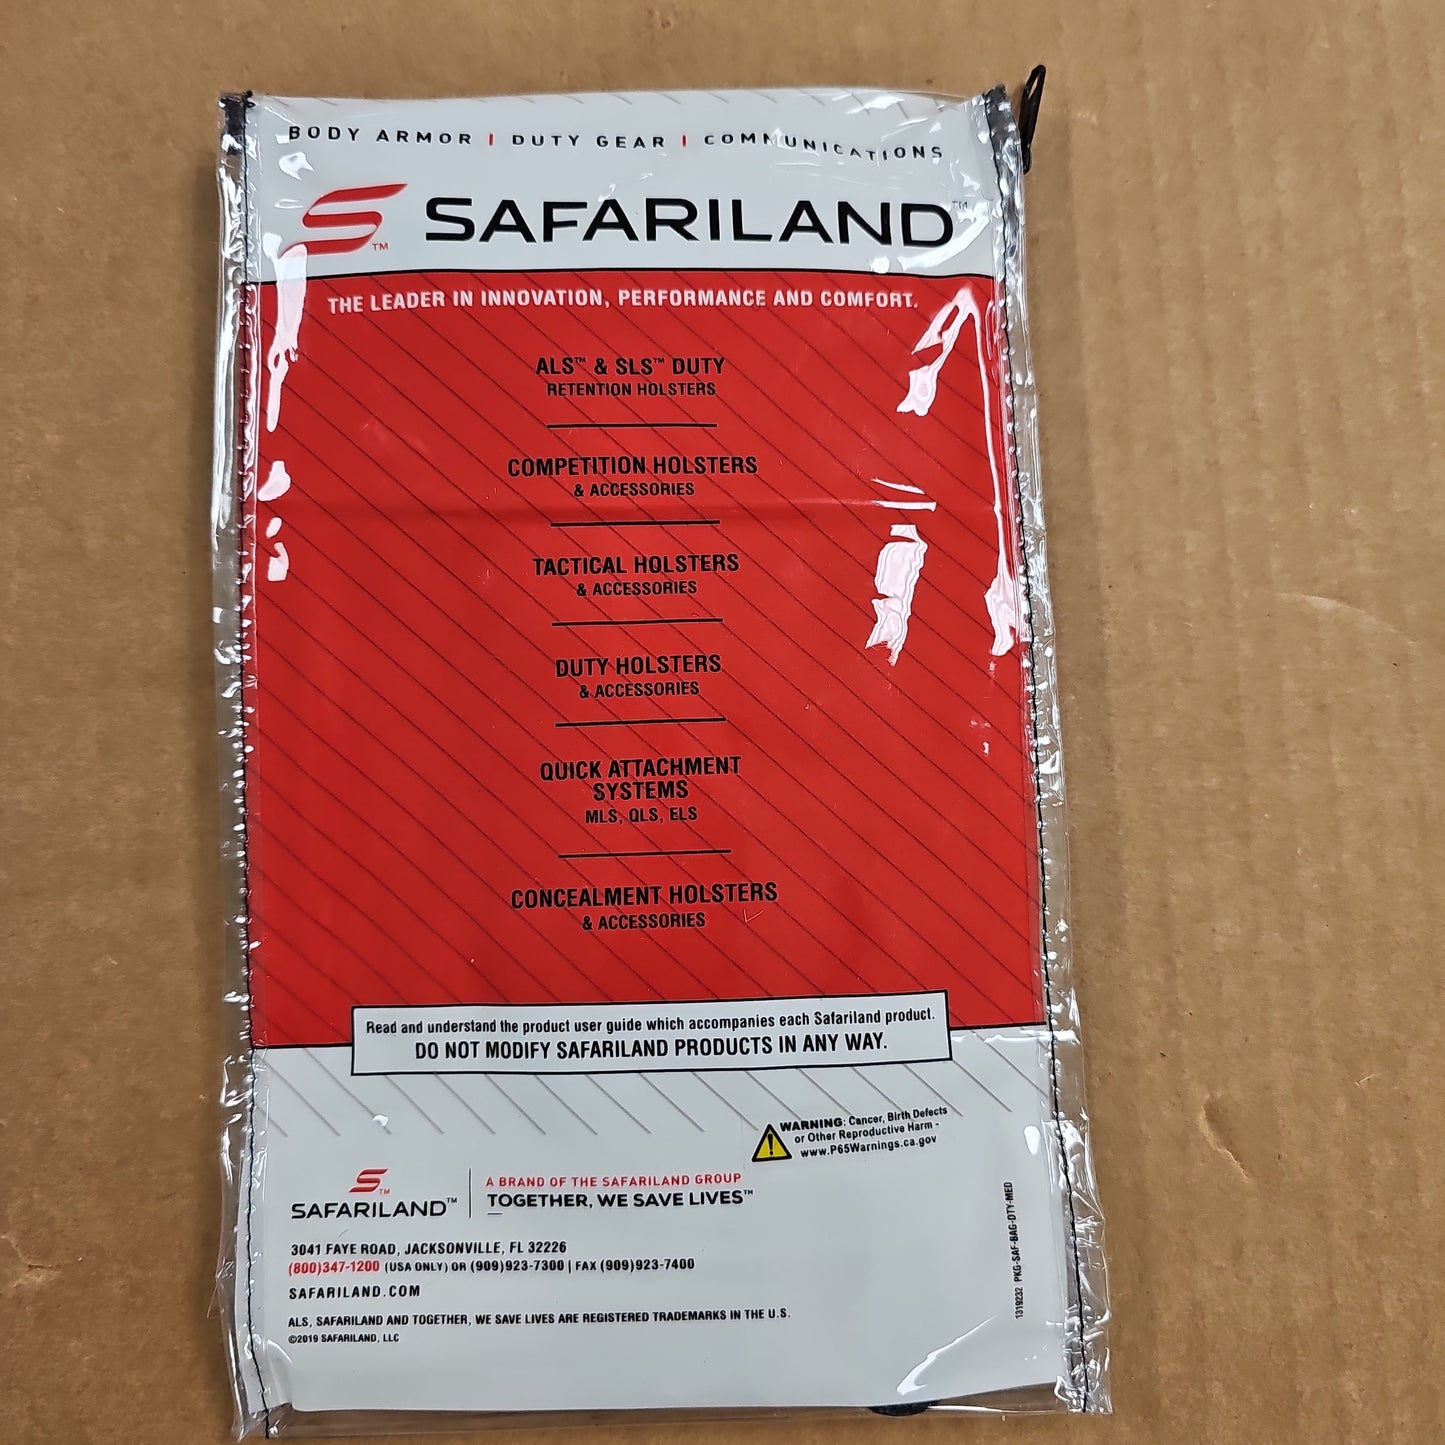 BODY ARMOR | DUTY GEAR | COMMUNICATIONS
S™ SAFARILAND™
THE LEADER IN INNOVATION, PERFORMANCE AND COMFORT.
ALS™ & SLS™ DUTY
RETENTION HOLSTERS
COMPETITION HOLSTERS
& ACCESSORIES
TACTICAL HOLSTERS
& ACCESSORIES
DUTY HOLSTERS
& ACCESSORIES
QUICK ATTACHMENT
SYSTEMS
MLS, QLS, ELS
CONCEALMENT HOLSTERS
& ACCESSORIES
Read and understand the product user guide which accompanies each Safariland product.
DO NOT MODIFY SAFARILAND PRODUCTS IN ANY WAY.
WARNING: Cancer, Birth Defects
or Other Reproductive Harm -
www.P65Warnings.ca.gov
S™
SAFARILAND™
A BRAND OF THE SAFARILAND GROUP
TOGETHER, WE SAVE LIVES™
3041 FAYE ROAD, JACKSONVILLE, FL 32226
(800)347-1200 (USA ONLY) OR (909)923-7300 | FAX (909)923-7400
SAFARILAND.COM
ALS, SAFARILAND AND TOGETHER, WE SAVE LIVES ARE REGISTERED TRADEMARKS IN THE U.S.
©2019 SAFARILAND, LLC
1319232 PKG-SAF-BAG-DTY-MED